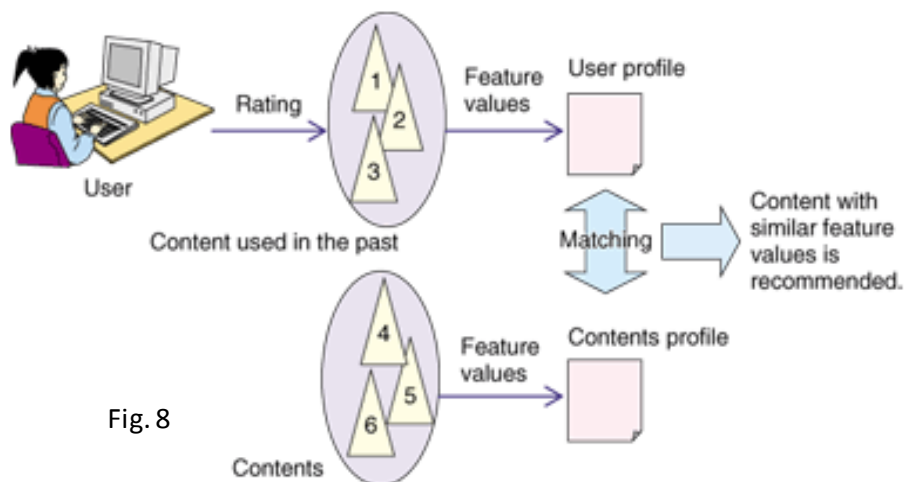 User
Rating
1
2
3
Content used in the past
Feature
values
User profile
Matching
Content with
similar feature
values is
recommended.
4
5
6
Contents
Feature
values
Contents profile
Fig. 8